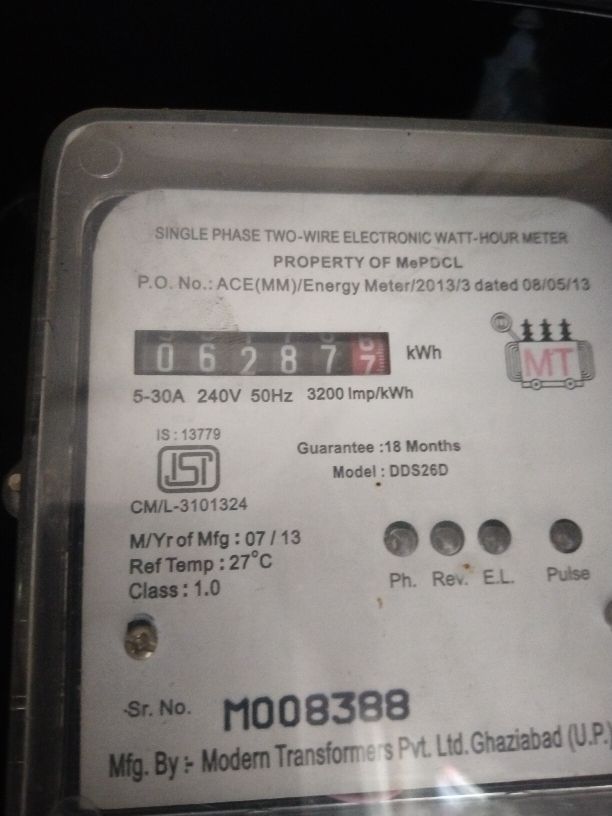 SINGLE PHASE TWO-WIRE ELECTRONIC WATT-HOUR METER
PROPERTY OF MePDCL
P.O. No.: ACE(MM)/Energy Meter/2013/3 dated 08/05/13
0 6 2 8 7 7 kWh
MT
5-30A 240V 50Hz 3200 Imp/kWh
IS : 13779
ISI
CM/L-3101324
Guarantee :18 Months
Model : DDS26D
M/Yr of Mfg : 07 / 13
Ref Temp : 27°C
Class : 1.0
Ph. Rev. E.L. Pulse
Sr. No. M008388
Mfg. By :- Modern Transformers Pvt. Ltd. Ghaziabad (U.P.)